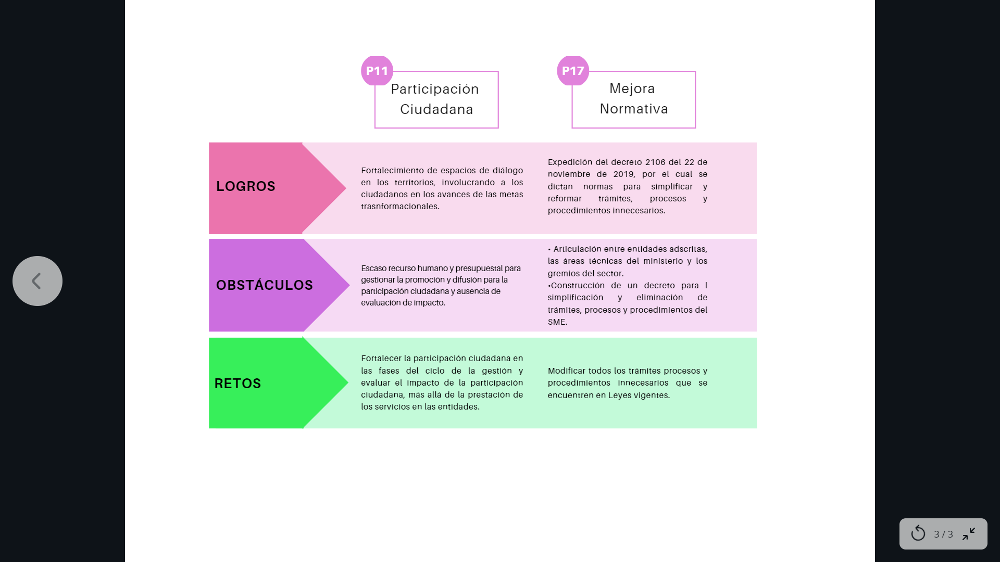 P11
Participación
Ciudadana
P17
Mejora
Normativa
LOGROS
Fortalecimiento de espacios de diálogo
en los territorios, involucrando a los
ciudadanos en los avances de las metas
trasnformacionales.
Expedición del decreto 2106 del 22 de
noviembre de 2019, por el cual se
dictan normas para simplificar y
reformar trámites, procesos y
procedimientos innecesarios.
OBSTÁCULOS
Escaso recurso humano y presupuestal para
gestionar la promoción y difusión para la
participación ciudadana y ausencia de
evaluación de impacto.
• Articulación entre entidades adscritas,
las áreas técnicas del ministerio y los
gremios del sector.
•Construcción de un decreto para l
simplificación y eliminación de
trámites, procesos y procedimientos del
SME.
RETOS
Fortalecer la participación ciudadana en
las fases del ciclo de la gestión y
evaluar el impacto de la participación
ciudadana, más allá de la prestación de
los servicios en las entidades.
Modificar todos los trámites procesos y
procedimientos innecesarios que se
encuentren en Leyes vigentes.
3 / 3